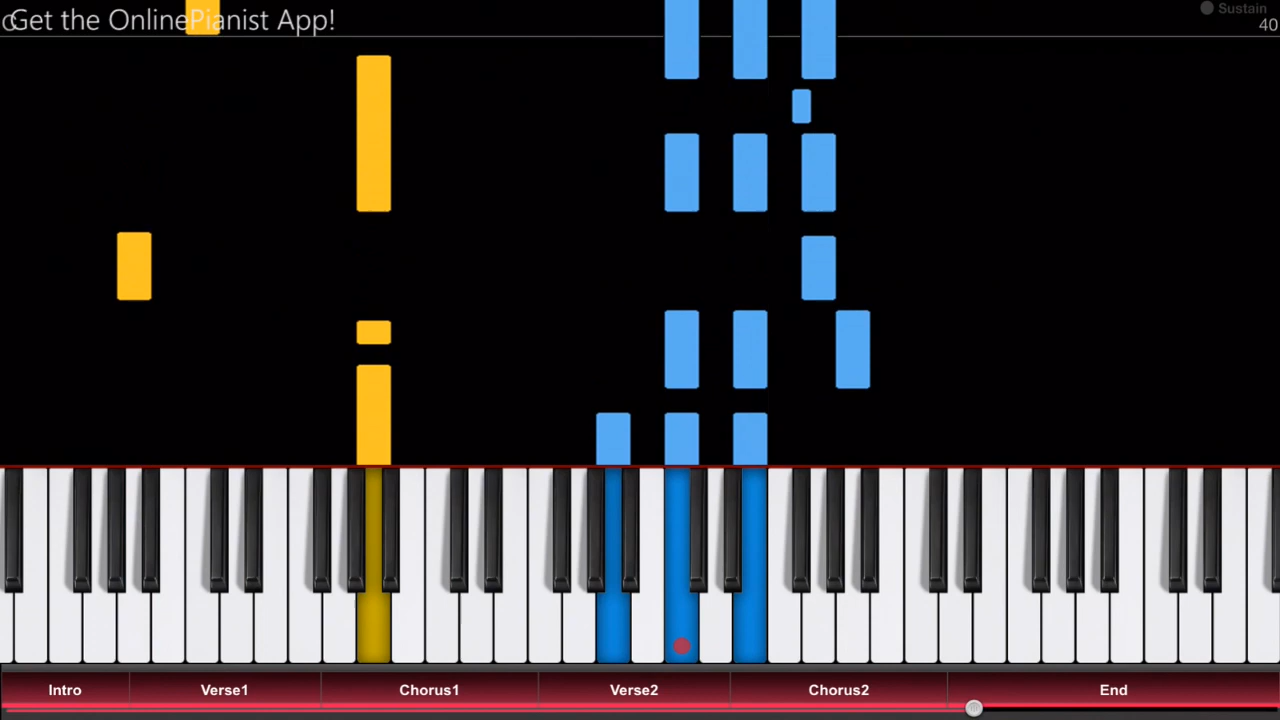 Get the OnlinePianist App!
Sustain
40
Intro
Verse1
Chorus1
Verse2
Chorus2
End